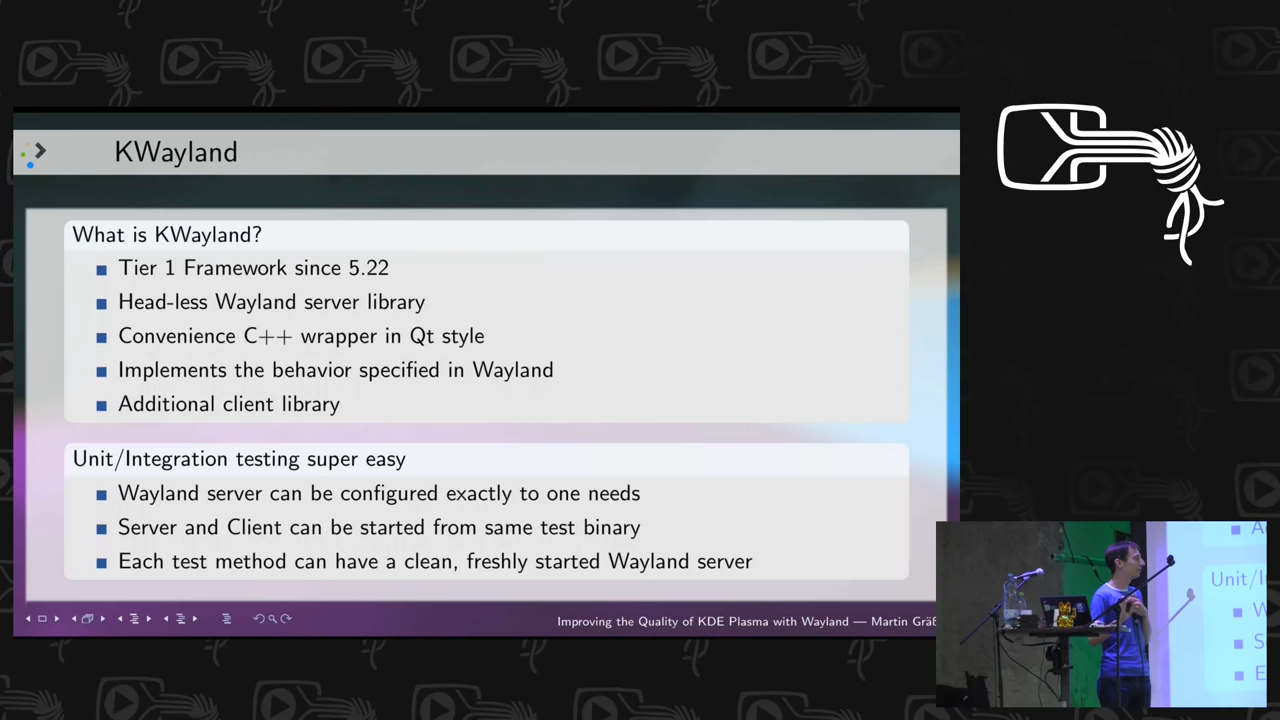 KWayland
What is KWayland?
Tier 1 Framework since 5.22
Head-less Wayland server library
Convenience C++ wrapper in Qt style
Implements the behavior specified in Wayland
Additional client library
Unit/Integration testing super easy
Wayland server can be configured exactly to one needs
Server and Client can be started from same test binary
Each test method can have a clean, freshly started Wayland server
Improving the Quality of KDE Plasma with Wayland — Martin Gräß
A
Unit/I
W
S
E